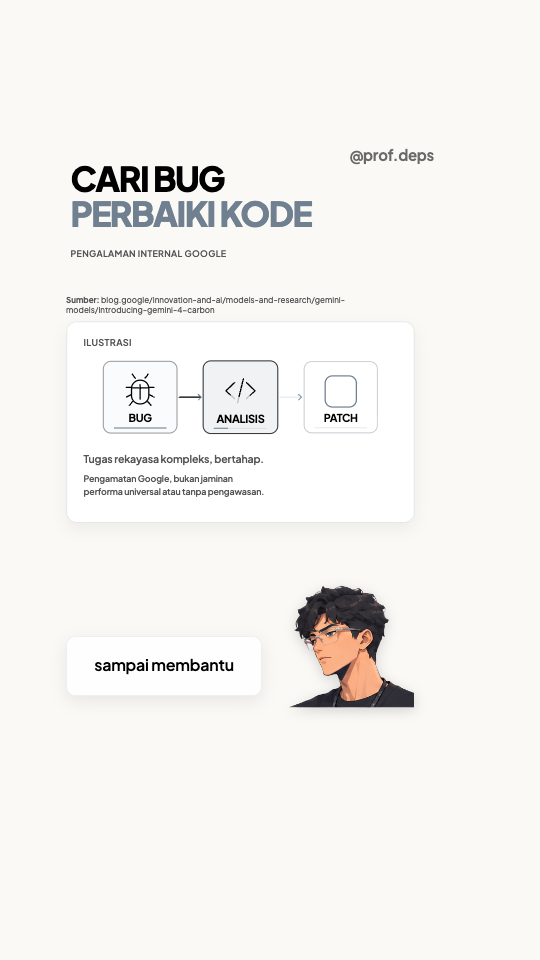 @prof.deps
CARI BUG
PERBAIKI KODE
PENGALAMAN INTERNAL GOOGLE
Sumber: blog.google/innovation-and-ai/models-and-research/gemini-
models/introducing-gemini-4-carbon
ILUSTRASI
BUG
ANALISIS
PATCH
Tugas rekayasa kompleks, bertahap.
Pengamatan Google, bukan jaminan
performa universal atau tanpa pengawasan.
sampai membantu